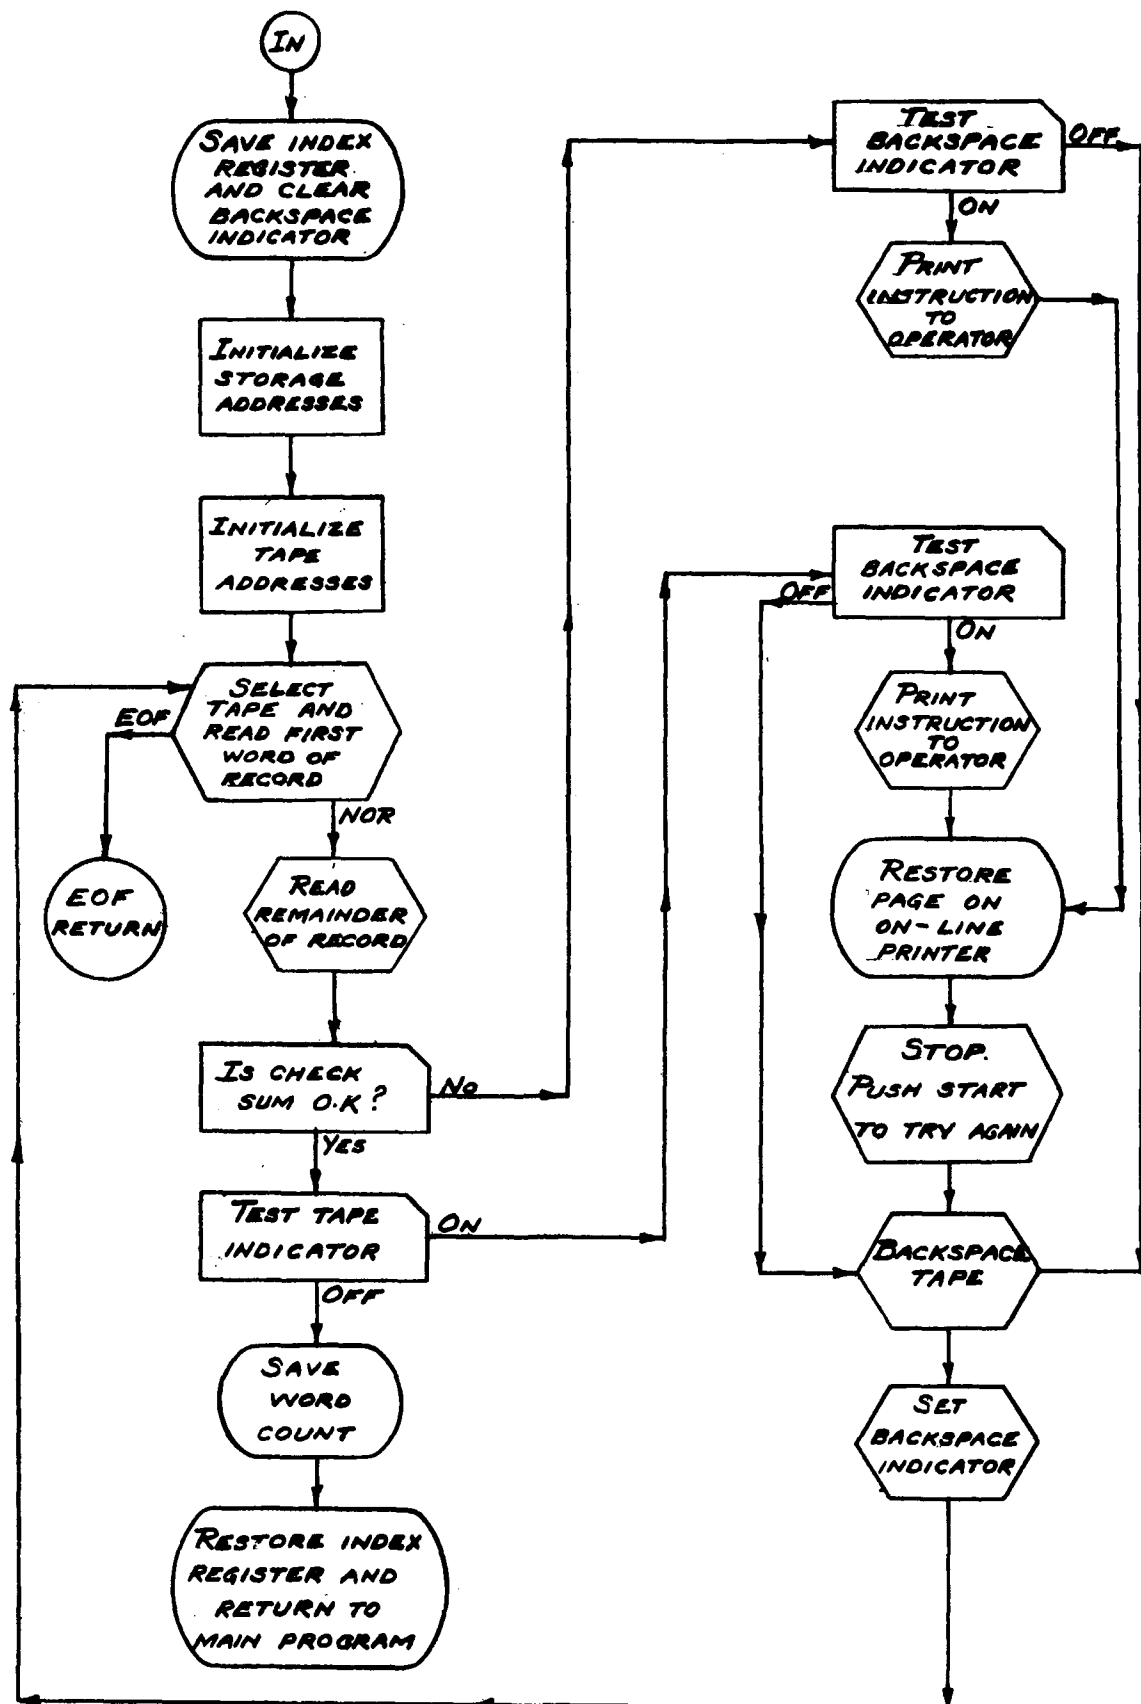 IN
SAVE INDEX
REGISTER
AND CLEAR
BACKSPACE
INDICATOR
INITIALIZE
STORAGE
ADDRESSES
INITIALIZE
TAPE
ADDRESSES
SELECT
TAPE AND
READ FIRST
WORD OF
RECORD
EOF
NOR
EOF
RETURN
READ
REMAINDER
OF RECORD
IS CHECK
SUM O.K?
NO
YES
TEST TAPE
INDICATOR
ON
OFF
SAVE
WORD
COUNT
RESTORE INDEX
REGISTER AND
RETURN TO
MAIN PROGRAM
TEST
BACKSPACE
INDICATOR
OFF
ON
PRINT
INSTRUCTION
TO
OPERATOR
TEST
BACKSPACE
INDICATOR
OFF
ON
PRINT
INSTRUCTION
TO
OPERATOR
RESTORE
PAGE ON
ON-LINE
PRINTER
STOP.
PUSH START
TO TRY AGAIN
BACKSPACE
TAPE
SET
BACKSPACE
INDICATOR